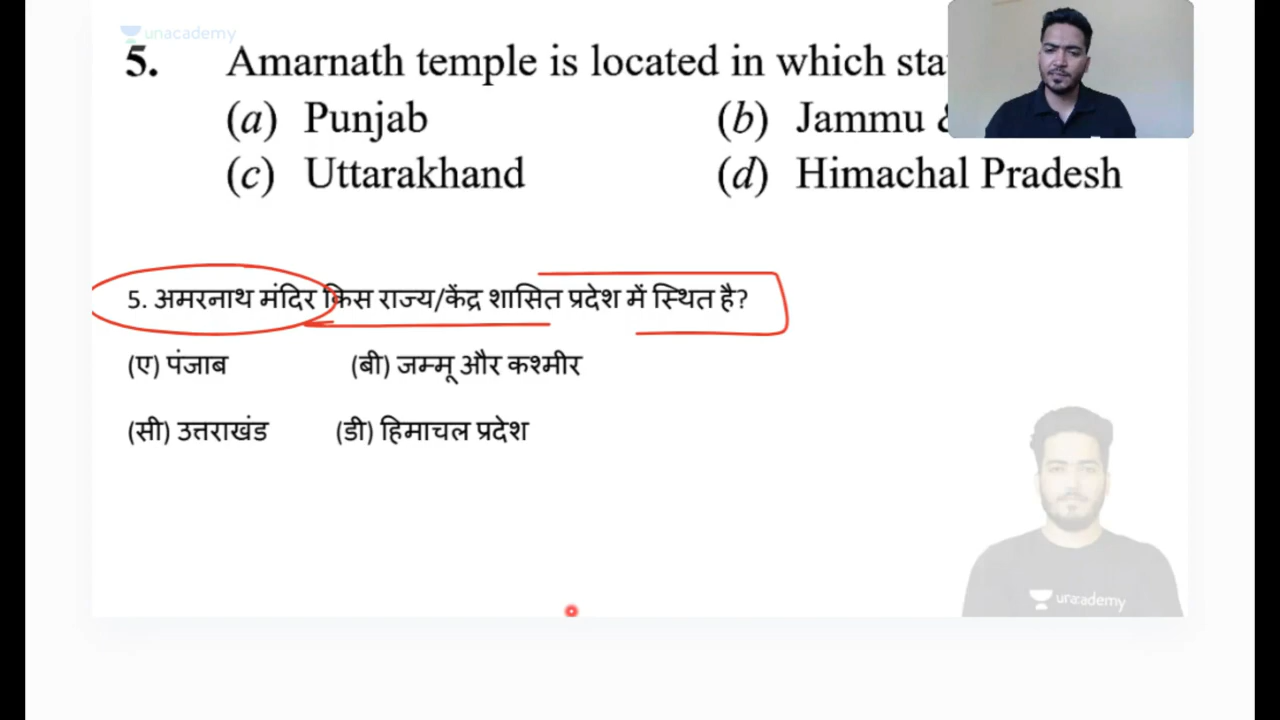 unacademy
5. Amarnath temple is located in which
(a) Punjab (b) Jammu
(c) Uttarakhand (d) Himachal Pradesh
5. अमरनाथ मंदिर किस राज्य/केंद्र शासित प्रदेश में स्थित है?
(ए) पंजाब (बी) जम्मू और कश्मीर
(सी) उत्तराखंड (डी) हिमाचल प्रदेश
unacademy